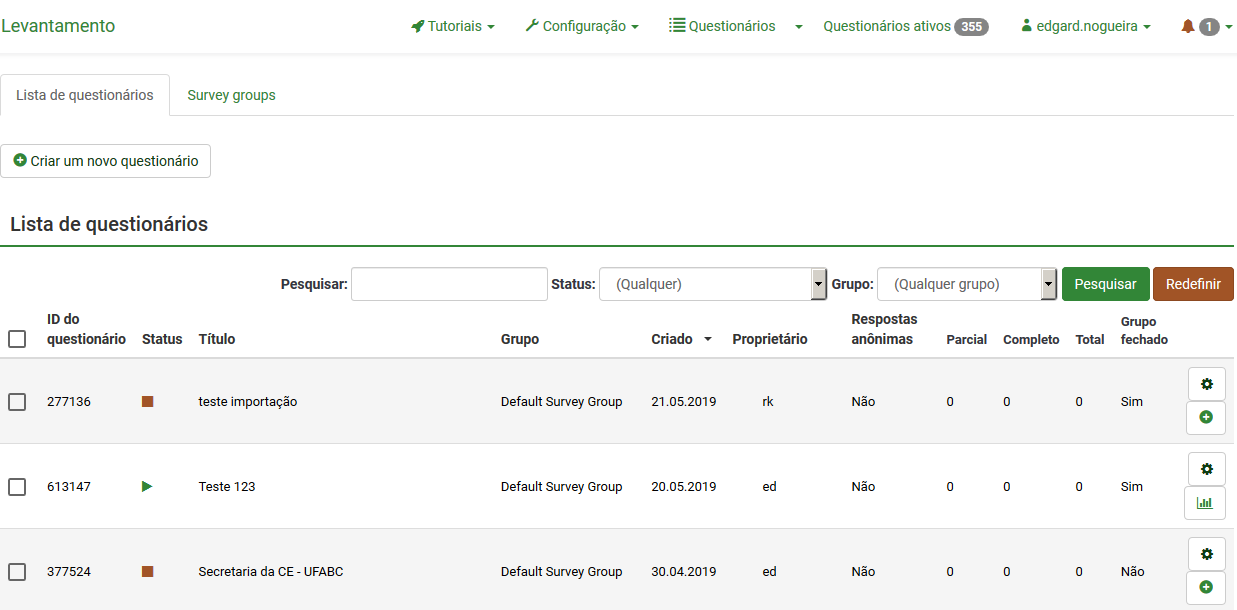 Levantamento Tutoriais Configuração Questionários Questionários ativos 355 edgard.nogueira 1
Lista de questionários Survey groups
Criar um novo questionário
Lista de questionários
Pesquisar: Status: (Qualquer) Grupo: (Qualquer grupo) Pesquisar Redefinir
ID do questionário Status Título Grupo Criado Proprietário Respostas anônimas Parcial Completo Total Grupo fechado
277136 teste importação Default Survey Group 21.05.2019 rk Não 0 0 0 Sim
613147 Teste 123 Default Survey Group 20.05.2019 ed Não 0 0 0 Sim
377524 Secretaria da CE - UFABC Default Survey Group 30.04.2019 ed Não 0 0 0 Não